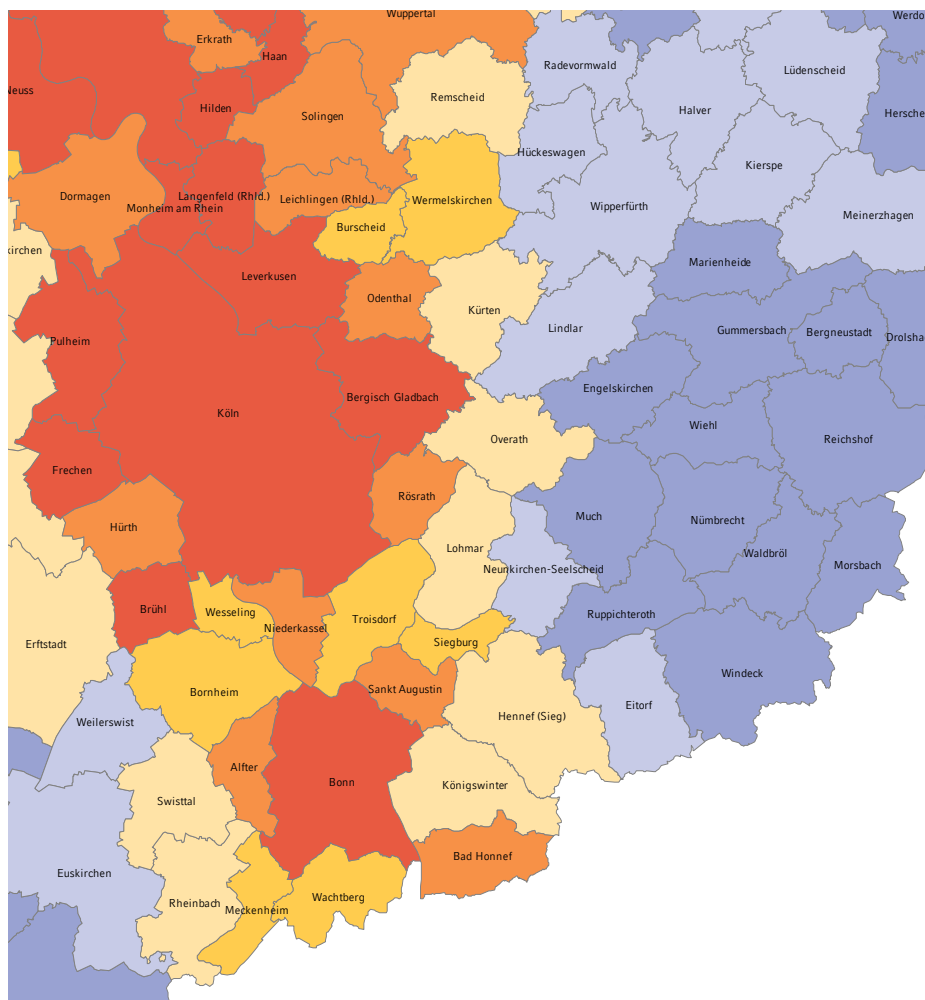 Wuppertal
Werdo
Erkrath
Haan
Radevormwald
Lüdenscheid
Neuss
Remscheid
Hilden
Halver
Hersche
Solingen
Hückeswagen
Kierspe
Dormagen
Langenfeld (Rhld.)
Leichlingen (Rhld.)
Wermelskirchen
Monheim am Rhein
Wipperfürth
Meinerzhagen
Burscheid
kirchen
Marienheide
Leverkusen
Odenthal
Kürten
Lindlar
Gummersbach
Bergneustadt
Drolsha
Pulheim
Engelskirchen
Bergisch Gladbach
Köln
Wiehl
Overath
Reichshof
Frechen
Rösrath
Much
Nümbrecht
Hürth
Lohmar
Waldbröl
Neunkirchen-Seelscheid
Morsbach
Brühl
Wesseling
Ruppichteroth
Troisdorf
Niederkassel
Erftstadt
Siegburg
Windeck
Sankt Augustin
Bornheim
Eitorf
Hennef (Sieg)
Weilerswist
Alfter
Bonn
Königswinter
Swisttal
Bad Honnef
Euskirchen
Wachtberg
Rheinbach
Meckenheim